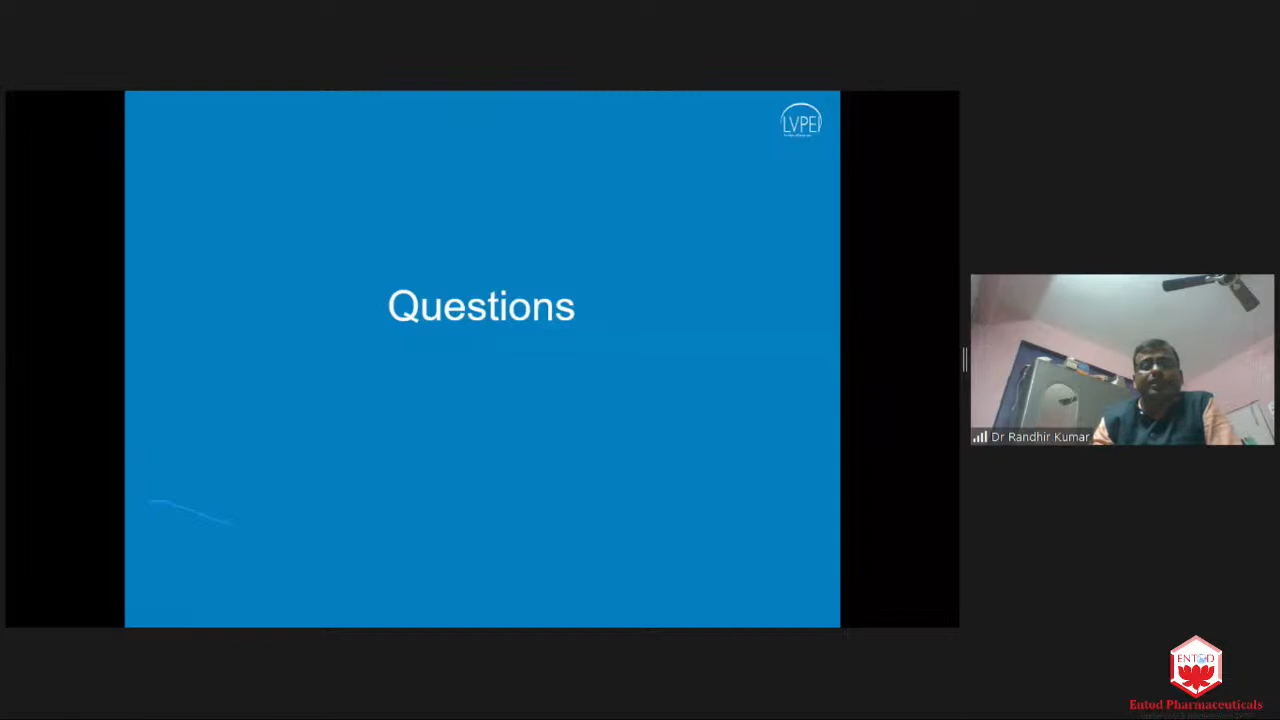 LVPEI
Questions
Dr Randhir Kumar
ENTOD
Entod Pharmaceuticals